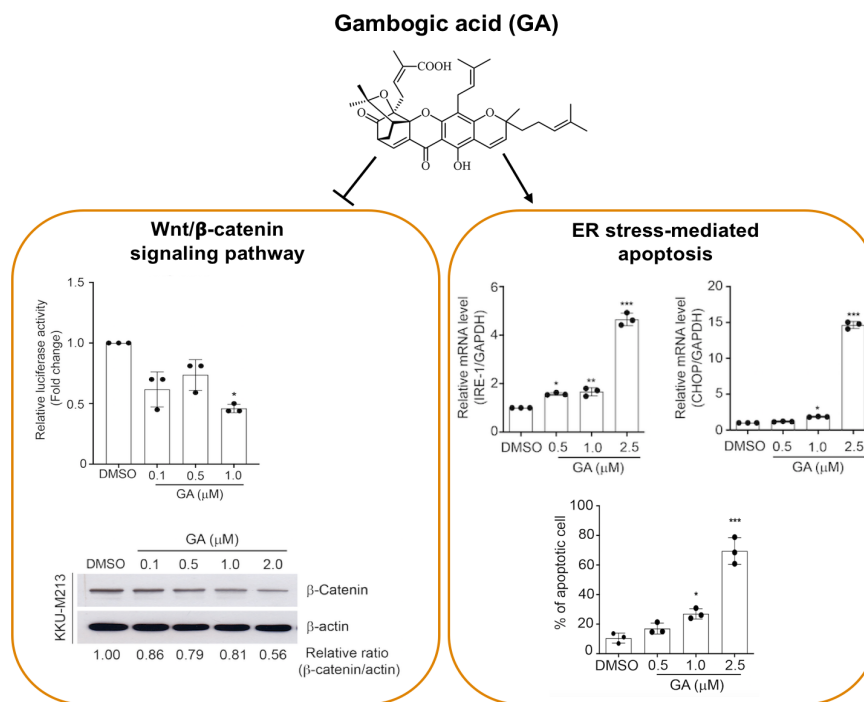 Gambogic acid (GA)
COOH
O
O
O
O
O
OH
Wnt/β-catenin
signaling pathway
Relative luciferase activity
(Fold change)
1.5
1.0
0.5
0.0
*
DMSO
0.1
0.5
1.0
GA (μM)
GA (μM)
DMSO
0.1
0.5
1.0
2.0
KKU-M213
β-Catenin
β-actin
1.00
0.86
0.79
0.81
0.56
Relative ratio
(β-catenin/actin)
ER stress-mediated
apoptosis
Relative mRNA level
(IRE-1/GAPDH)
6
4
2
0
*
**
***
DMSO
0.5
1.0
2.5
GA (μM)
Relative mRNA level
(CHOP/GAPDH)
20
15
10
5
0
*
***
DMSO
0.5
1.0
2.5
GA (μM)
% of apoptotic cell
100
80
60
40
20
0
*
***
DMSO
0.5
1.0
2.5
GA (μM)